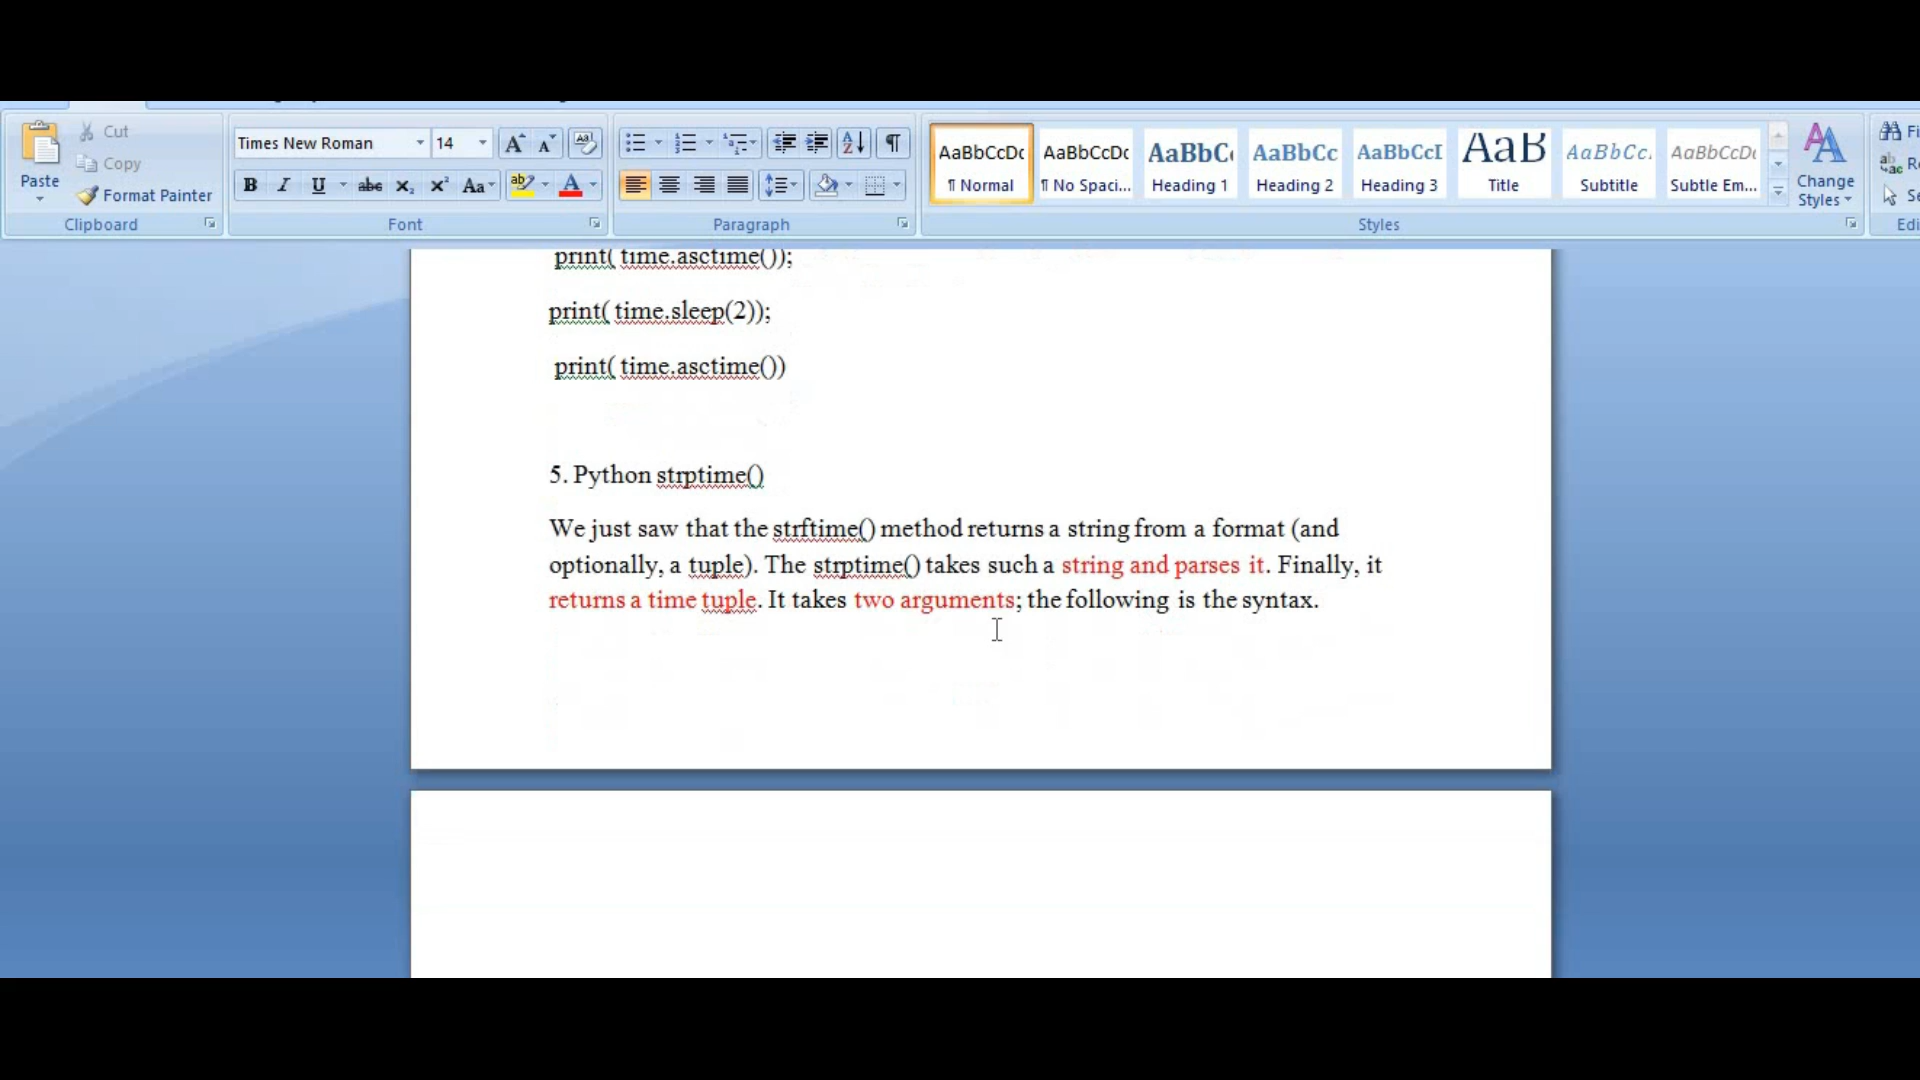 Cut
Copy
Paste
Format Painter
Clipboard
Times New Roman
14
B I U abc X₂ X² Aa
ab A
Font
A Z ¶
Paragraph
AaBbCcDc AaBbCcDc AaBbC AaBbCc AaBbCcI AaB AaBbCc. AaBbCcDc
¶ Normal ¶ No Spaci... Heading 1 Heading 2 Heading 3 Title Subtitle Subtle Em...
Change
Styles
Styles
print( time.asctime());
print( time.sleep(2));
print( time.asctime())
5. Python strptime()
We just saw that the strftime() method returns a string from a format (and
optionally, a tuple). The strptime() takes such a string and parses it. Finally, it
returns a time tuple. It takes two arguments; the following is the syntax.